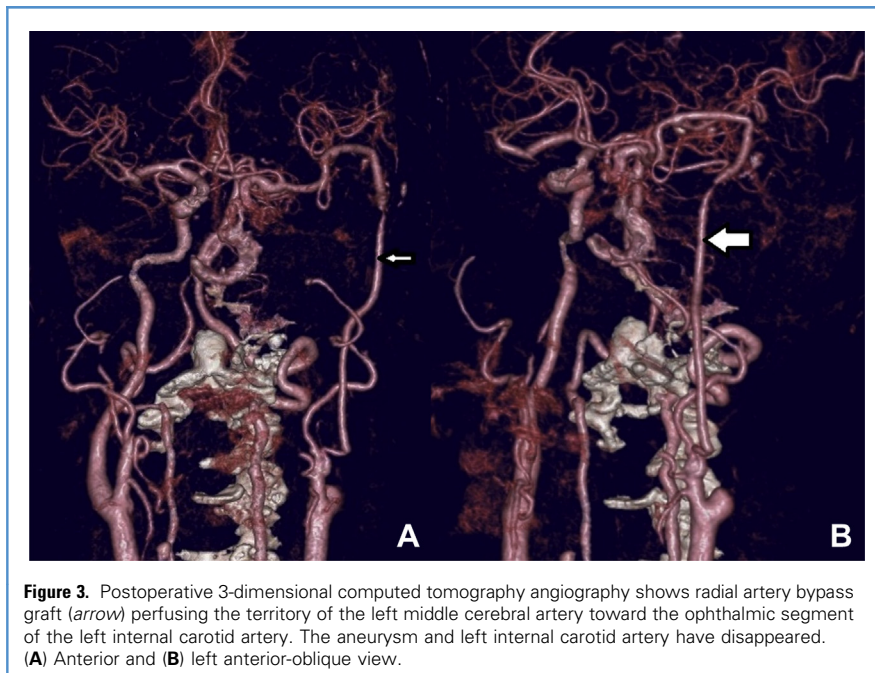 A
B
Figure 3. Postoperative 3-dimensional computed tomography angiography shows radial artery bypass
graft (arrow) perfusing the territory of the left middle cerebral artery toward the ophthalmic segment
of the left internal carotid artery. The aneurysm and left internal carotid artery have disappeared.
(A) Anterior and (B) left anterior-oblique view.